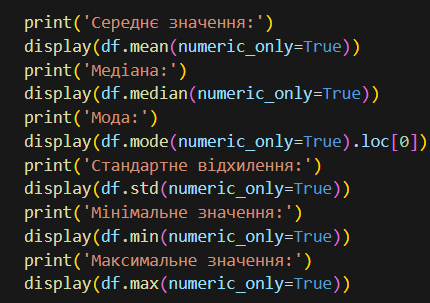 print('Середнє значення:')
display(df.mean(numeric_only=True))
print('Медіана:')
display(df.median(numeric_only=True))
print('Мода:')
display(df.mode(numeric_only=True).loc[0])
print('Стандартне відхилення:')
display(df.std(numeric_only=True))
print('Мінімальне значення:')
display(df.min(numeric_only=True))
print('Максимальне значення:')
display(df.max(numeric_only=True))